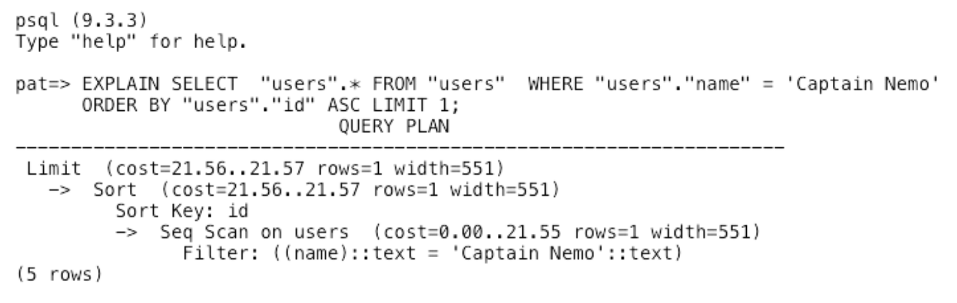 psql (9.3.3)
Type "help" for help.
pat=> EXPLAIN SELECT  "users".* FROM "users"  WHERE "users"."name" = 'Captain Nemo'
      ORDER BY "users"."id" ASC LIMIT 1;
                             QUERY PLAN
----------------------------------------------------------------------
 Limit  (cost=21.56..21.57 rows=1 width=551)
   ->  Sort  (cost=21.56..21.57 rows=1 width=551)
         Sort Key: id
         ->  Seq Scan on users  (cost=0.00..21.55 rows=1 width=551)
               Filter: ((name)::text = 'Captain Nemo'::text)
(5 rows)